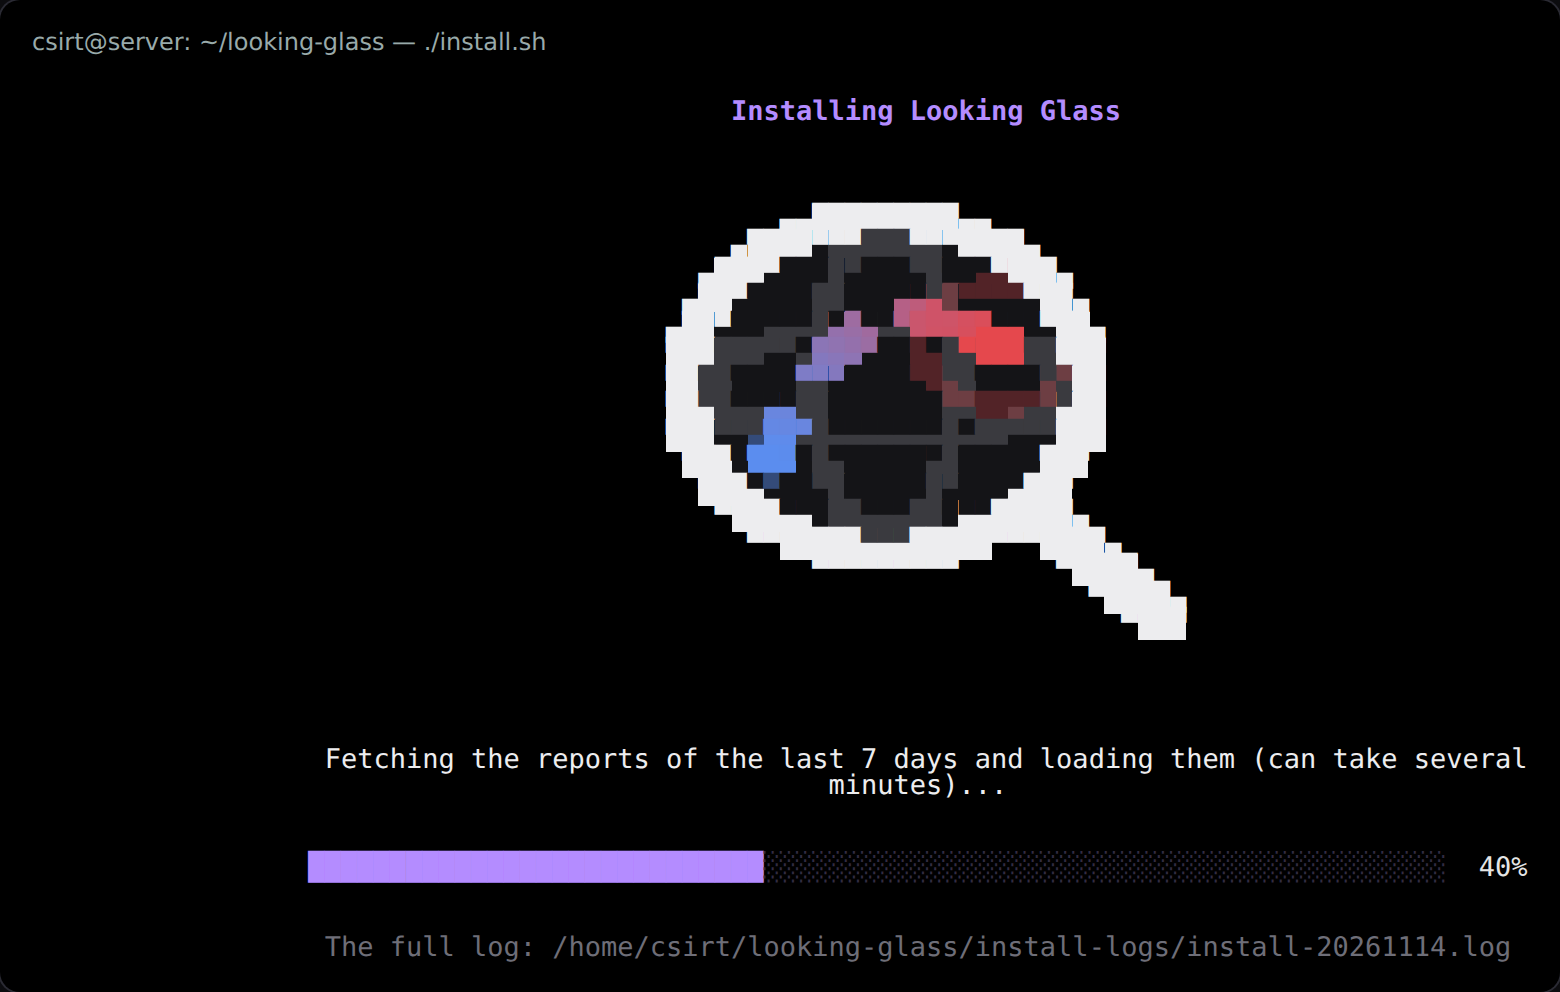 csirt@server: ~/looking-glass — ./install.sh
Installing Looking Glass
Fetching the reports of the last 7 days and loading them (can take several
minutes)...
40%
The full log: /home/csirt/looking-glass/install-logs/install-20261114.log